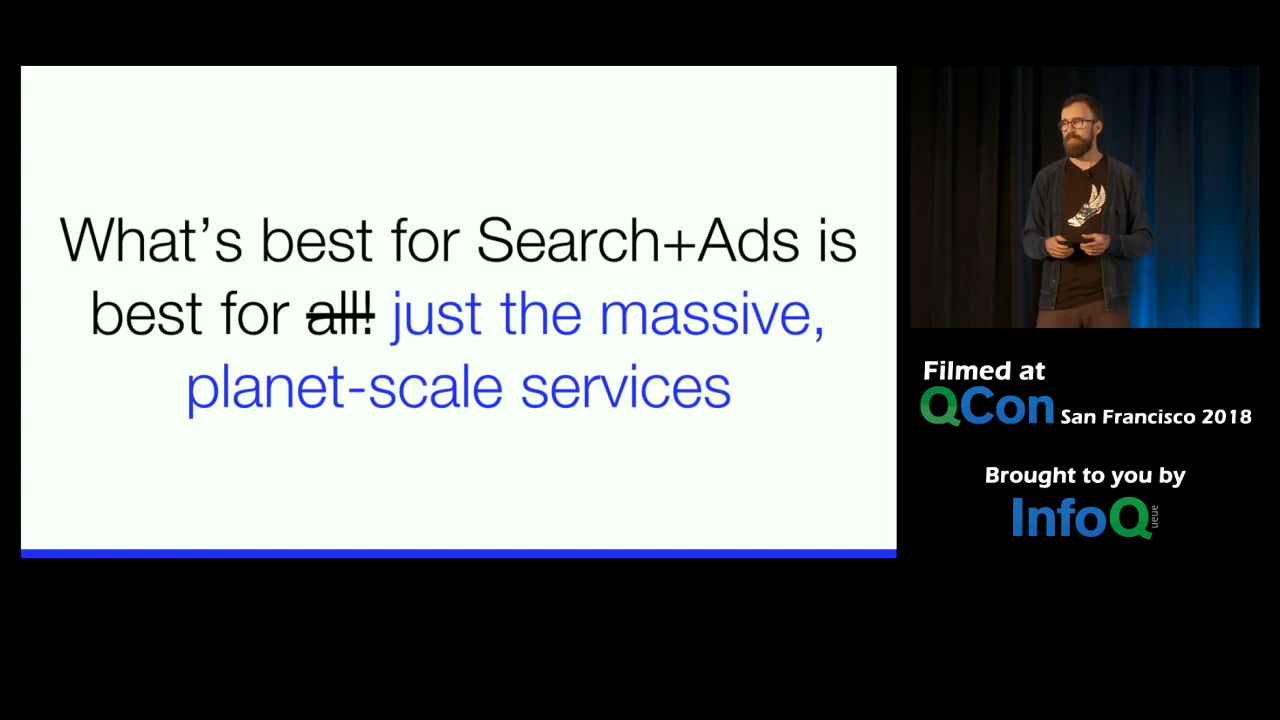 What's best for Search+Ads is
best for all! just the massive,
planet-scale services
Filmed at
QCon San Francisco 2018
Brought to you by
InfoQueue